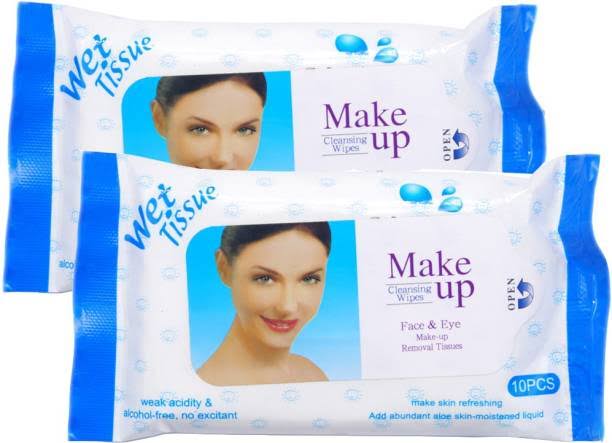 Wet
Tissue
Make
Cleansing
Wipes
up
OPEN
Wet
Tissue
Make
Cleansing
Wipes
up
OPEN
Face & Eye
Make-up
Removal Tissues
10PCS
weak acidity &
alcohol-free, no excitant
make skin refreshing
Add abundant aloe skin-moistened liquid